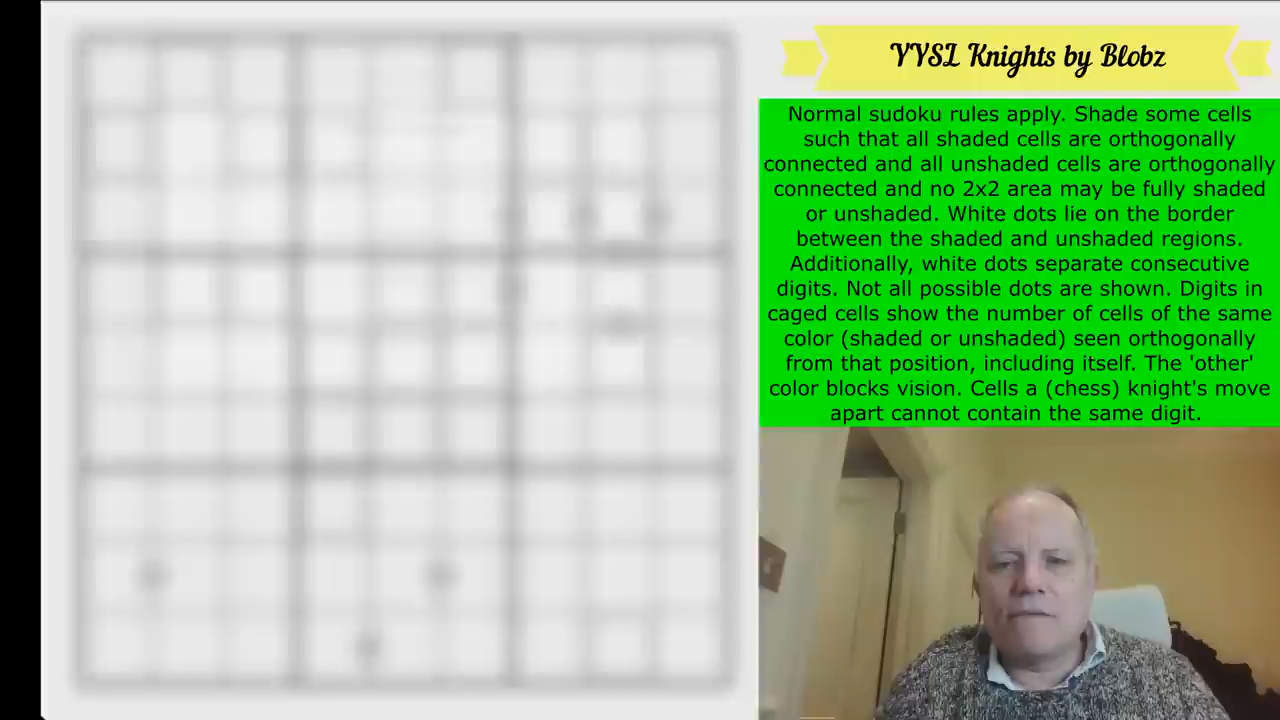 YYSL Knights by Blobz
Normal sudoku rules apply. Shade some cells
such that all shaded cells are orthogonally
connected and all unshaded cells are orthogonally
connected and no 2x2 area may be fully shaded
or unshaded. White dots lie on the border
between the shaded and unshaded regions.
Additionally, white dots separate consecutive
digits. Not all possible dots are shown. Digits in
caged cells show the number of cells of the same
color (shaded or unshaded) seen orthogonally
from that position, including itself. The 'other'
color blocks vision. Cells a (chess) knight's move
apart cannot contain the same digit.